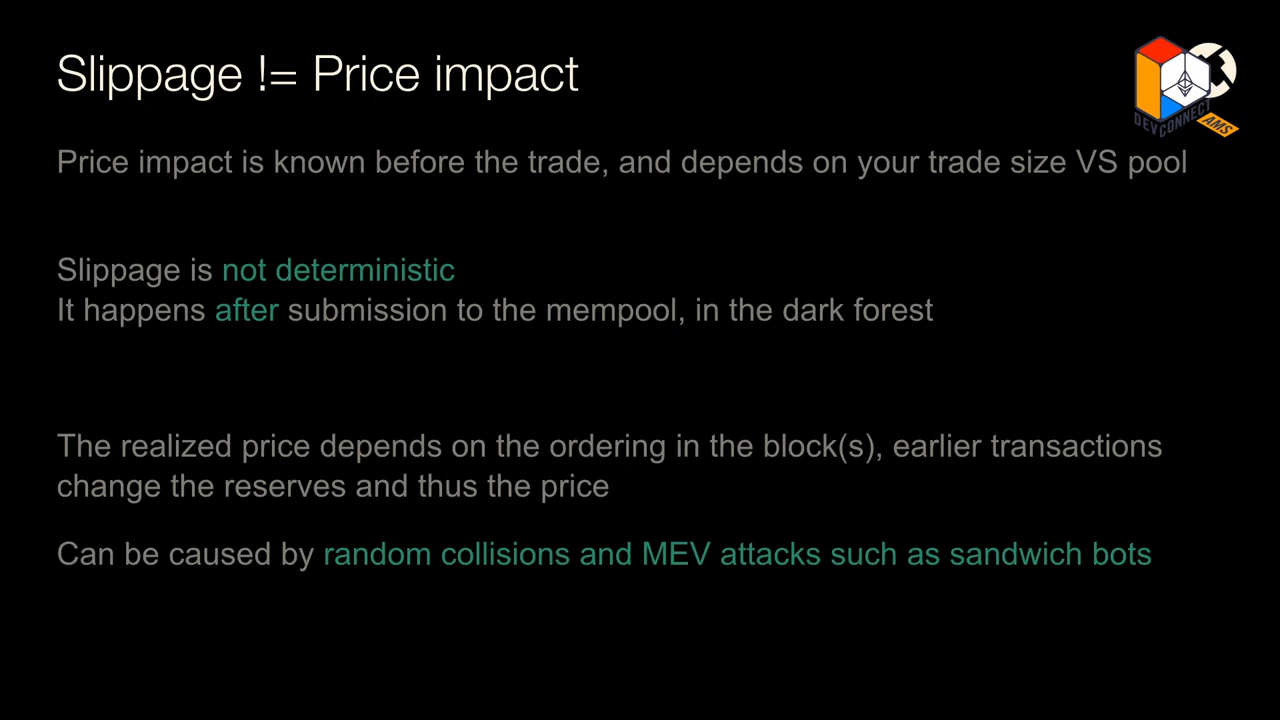 Slippage != Price impact
DEVCONNECT
AMS
Price impact is known before the trade, and depends on your trade size VS pool
Slippage is not deterministic
It happens after submission to the mempool, in the dark forest
The realized price depends on the ordering in the block(s), earlier transactions
change the reserves and thus the price
Can be caused by random collisions and MEV attacks such as sandwich bots